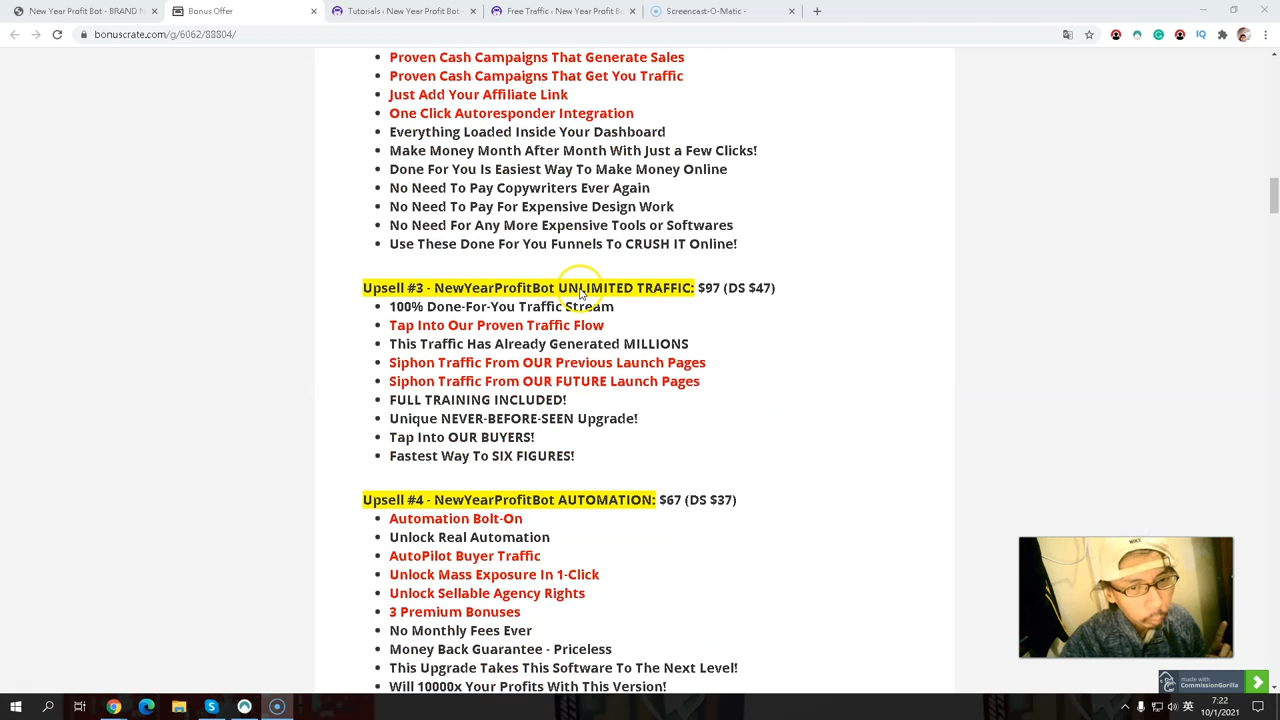 New Year Profit Bot - BRAND N
Bonus Offer
Tutorials ‹ New Year Profit Bot -
Free Traffic ‹ New Year Profit Bo
Screencast-O-Matic -
bonuscrate.com/g/6062/88804/
Proven Cash Campaigns That Generate Sales
Proven Cash Campaigns That Get You Traffic
Just Add Your Affiliate Link
One Click Autoresponder Integration
Everything Loaded Inside Your Dashboard
Make Money Month After Month With Just a Few Clicks!
Done For You Is Easiest Way To Make Money Online
No Need To Pay Copywriters Ever Again
No Need To Pay For Expensive Design Work
No Need For Any More Expensive Tools or Softwares
Use These Done For You Funnels To CRUSH IT Online!
Upsell #3 - NewYearProfitBot UNLIMITED TRAFFIC: $97 (DS $47)
100% Done-For-You Traffic Stream
Tap Into Our Proven Traffic Flow
This Traffic Has Already Generated MILLIONS
Siphon Traffic From OUR Previous Launch Pages
Siphon Traffic From OUR FUTURE Launch Pages
FULL TRAINING INCLUDED!
Unique NEVER-BEFORE-SEEN Upgrade!
Tap Into OUR BUYERS!
Fastest Way To SIX FIGURES!
Upsell #4 - NewYearProfitBot AUTOMATION: $67 (DS $37)
Automation Bolt-On
Unlock Real Automation
AutoPilot Buyer Traffic
Unlock Mass Exposure In 1-Click
Unlock Sellable Agency Rights
3 Premium Bonuses
No Monthly Fees Ever
Money Back Guarantee - Priceless
This Upgrade Takes This Software To The Next Level!
Will 10000x Your Profits With This Version!
made with
CommissionGorilla
英
7:22
10/1/2021